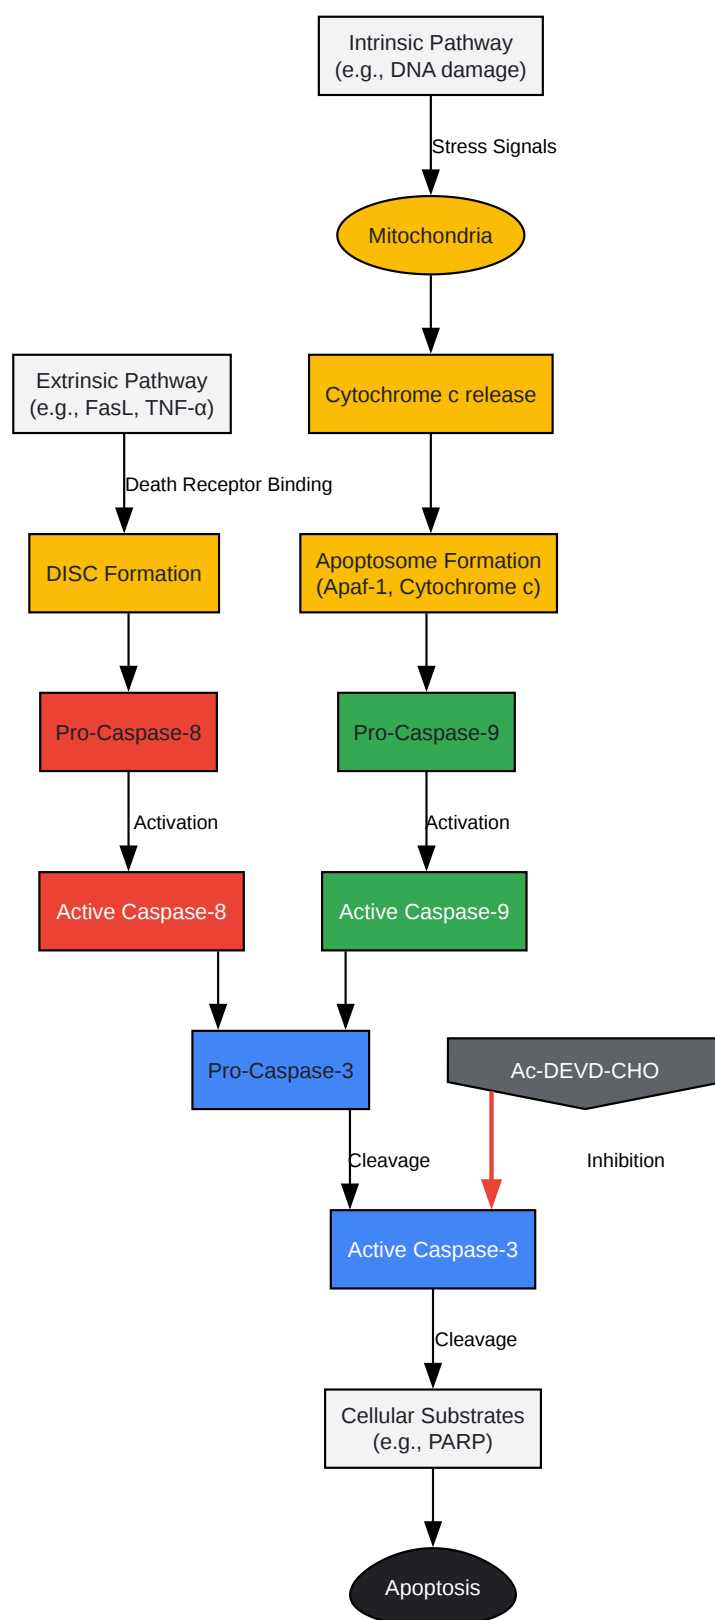 Intrinsic Pathway
(e.g., DNA damage)
Stress Signals
Mitochondria
Extrinsic Pathway
(e.g., FasL, TNF-α)
Cytochrome c release
Death Receptor Binding
DISC Formation
Apoptosome Formation
(Apaf-1, Cytochrome c)
Pro-Caspase-8
Pro-Caspase-9
Activation
Activation
Active Caspase-8
Active Caspase-9
Pro-Caspase-3
Ac-DEVD-CHO
Cleavage
Inhibition
Active Caspase-3
Cleavage
Cellular Substrates
(e.g., PARP)
Apoptosis